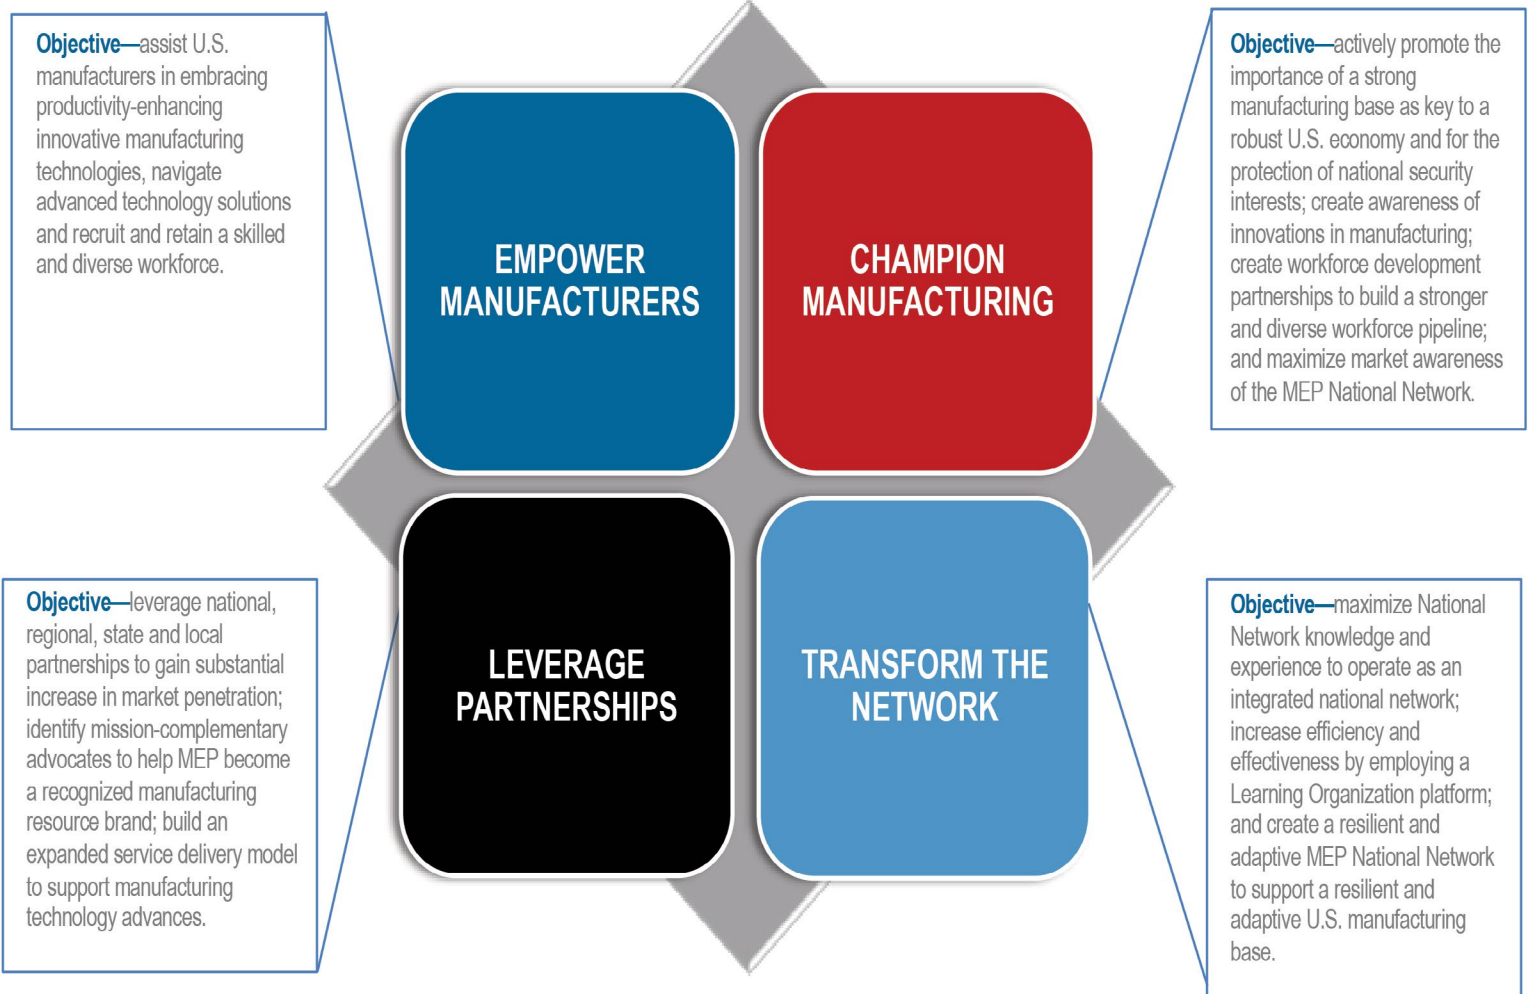 Objective—assist U.S.
manufacturers in embracing
productivity-enhancing
innovative manufacturing
technologies, navigate
advanced technology solutions
and recruit and retain a skilled
and diverse workforce.
EMPOWER
MANUFACTURERS
CHAMPION
MANUFACTURING
Objective—actively promote the
importance of a strong
manufacturing base as key to a
robust U.S. economy and for the
protection of national security
interests; create awareness of
innovations in manufacturing;
create workforce development
partnerships to build a stronger
and diverse workforce pipeline;
and maximize market awareness
of the MEP National Network.
Objective—leverage national,
regional, state and local
partnerships to gain substantial
increase in market penetration;
identify mission-complementary
advocates to help MEP become
a recognized manufacturing
resource brand; build an
expanded service delivery model
to support manufacturing
technology advances.
LEVERAGE
PARTNERSHIPS
TRANSFORM THE
NETWORK
Objective—maximize National
Network knowledge and
experience to operate as an
integrated national network;
increase efficiency and
effectiveness by employing a
Learning Organization platform;
and create a resilient and
adaptive MEP National Network
to support a resilient and
adaptive U.S. manufacturing
base.